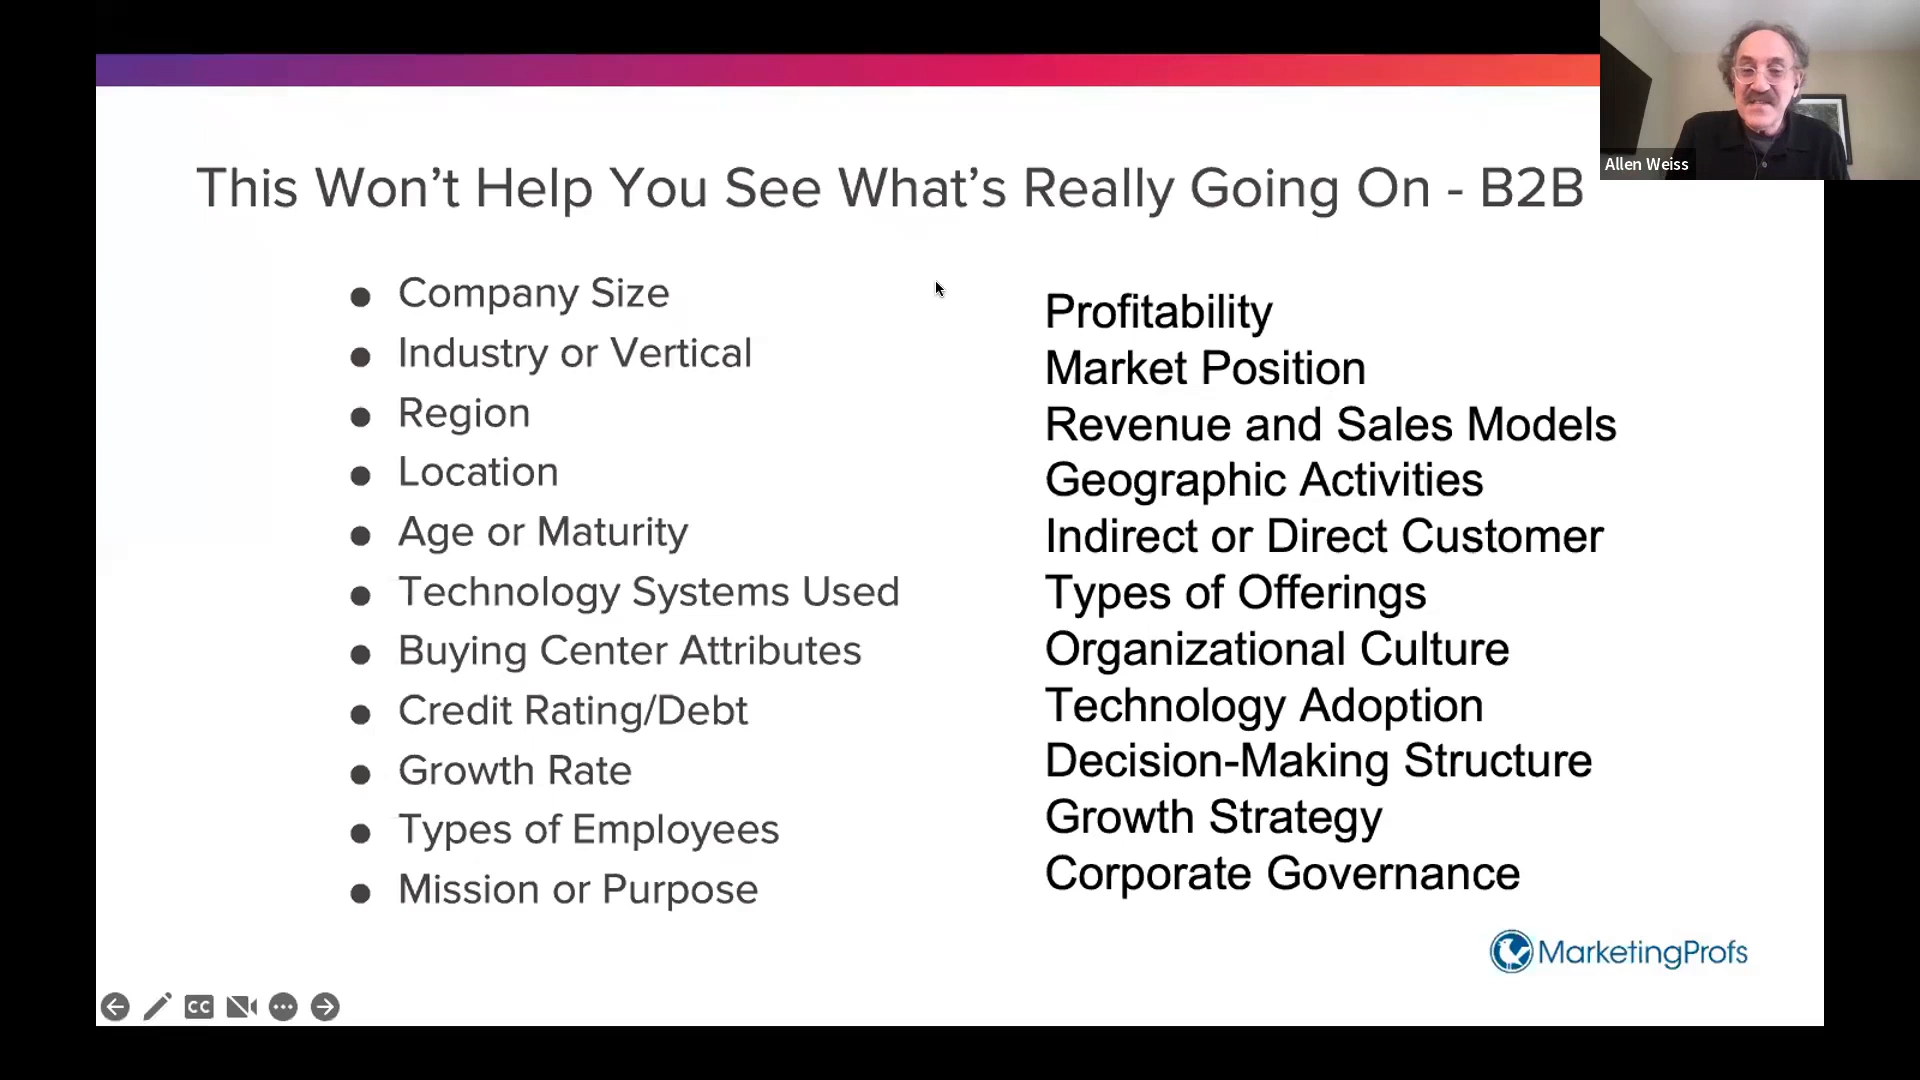 This Won't Help You See What's Really Going On - B2B
Company Size
Industry or Vertical
Region
Location
Age or Maturity
Technology Systems Used
Buying Center Attributes
Credit Rating/Debt
Growth Rate
Types of Employees
Mission or Purpose
Profitability
Market Position
Revenue and Sales Models
Geographic Activities
Indirect or Direct Customer
Types of Offerings
Organizational Culture
Technology Adoption
Decision-Making Structure
Growth Strategy
Corporate Governance
MarketingProfs
CC
Allen Weiss